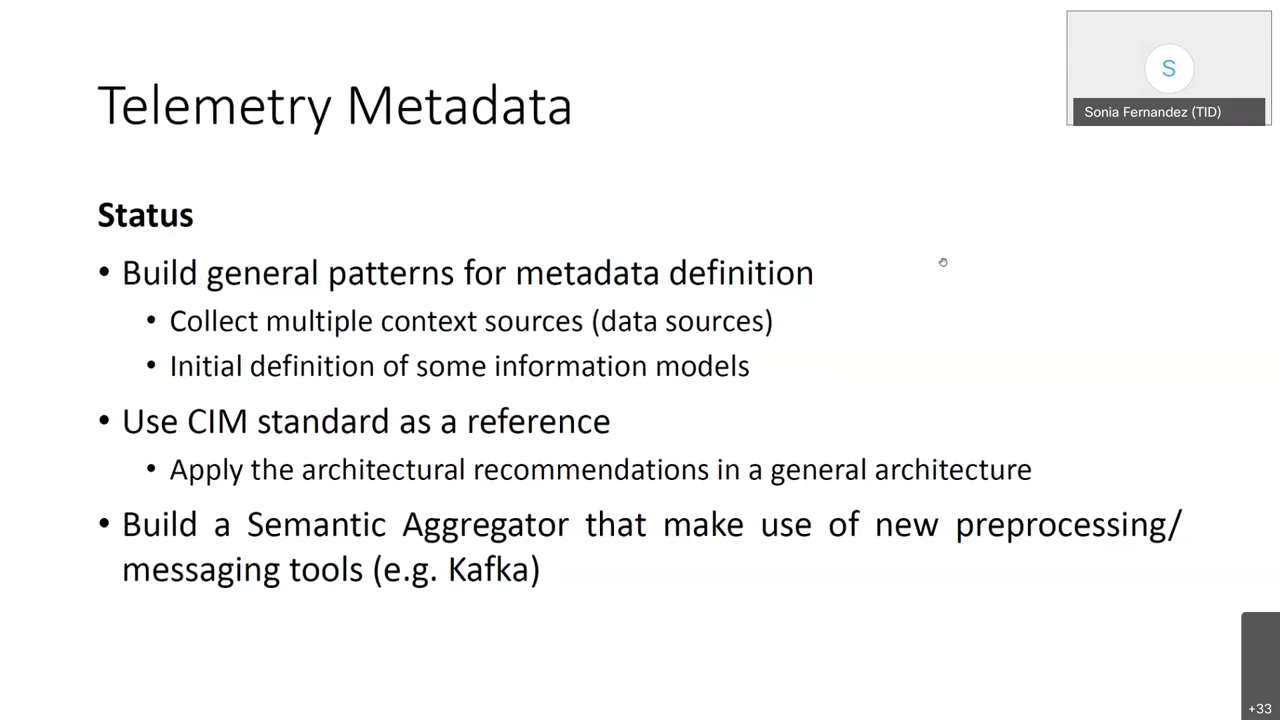 Telemetry Metadata
S
Sonia Fernandez (TID)
Status
• Build general patterns for metadata definition
• Collect multiple context sources (data sources)
• Initial definition of some information models
• Use CIM standard as a reference
• Apply the architectural recommendations in a general architecture
• Build a Semantic Aggregator that make use of new preprocessing/
messaging tools (e.g. Kafka)
+33